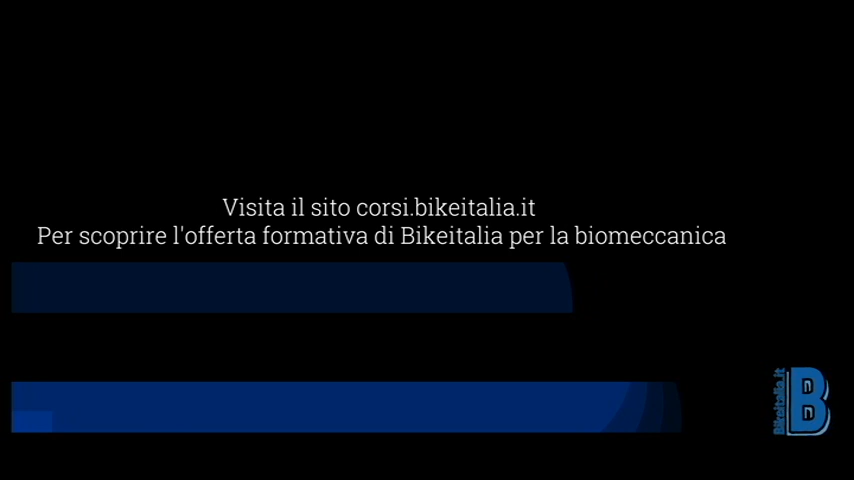 Visita il sito corsi.bikeitalia.it
Per scoprire l'offerta formativa di Bikeitalia per la biomeccanica
Bikeitalia.it
B